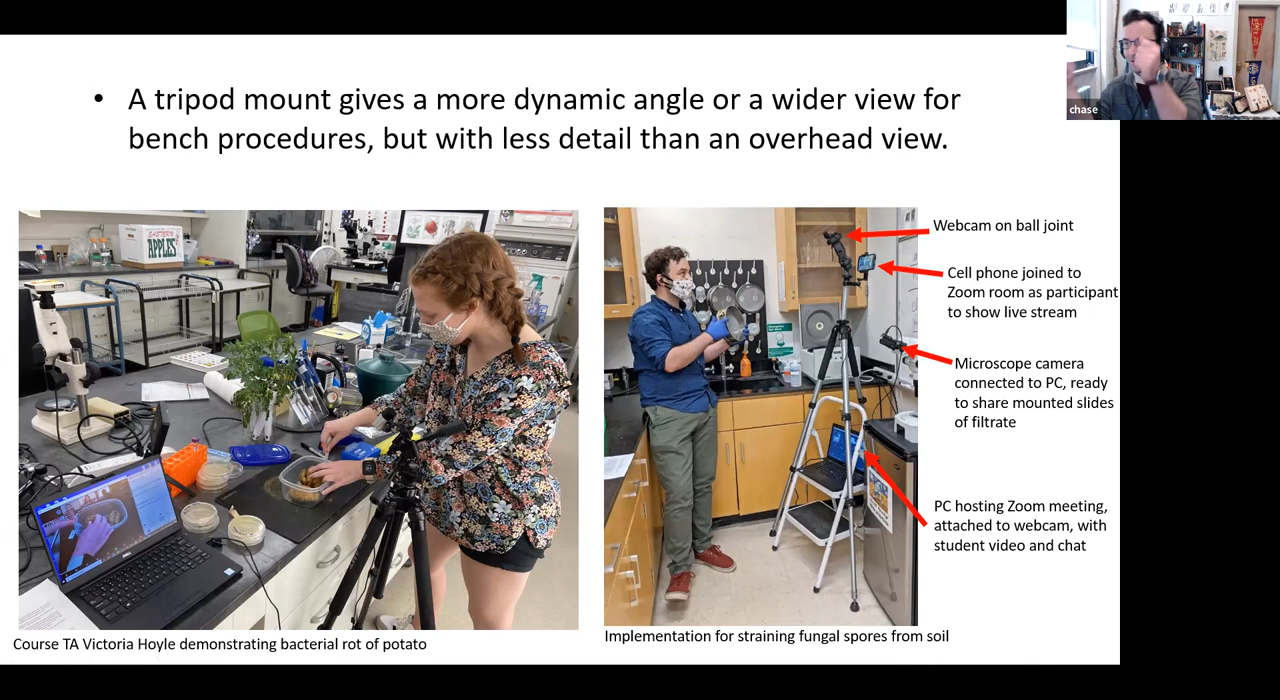 • A tripod mount gives a more dynamic angle or a wider view for
bench procedures, but with less detail than an overhead view.
chase
EASTERN
APPLES
Webcam on ball joint
Cell phone joined to
Zoom room as participant
to show live stream
Microscope camera
connected to PC, ready
to share mounted slides
of filtrate
PC hosting Zoom meeting,
attached to webcam, with
student video and chat
Course TA Victoria Hoyle demonstrating bacterial rot of potato
Implementation for straining fungal spores from soil